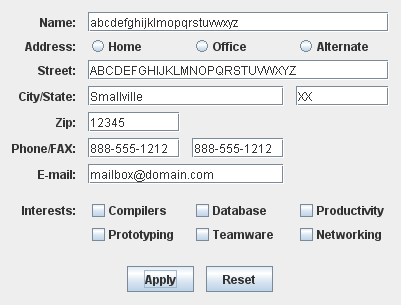 Name: abcdefghijklmopqrstuvwxyz
Address: Home Office Alternate
Street: ABCDEFGHIJKLMNOPQRSTUVWXYZ
City/State: Smallville XX
Zip: 12345
Phone/FAX: 888-555-1212 888-555-1212
E-mail: mailbox@domain.com
Interests: Compilers Database Productivity
Prototyping Teamware Networking
Apply Reset